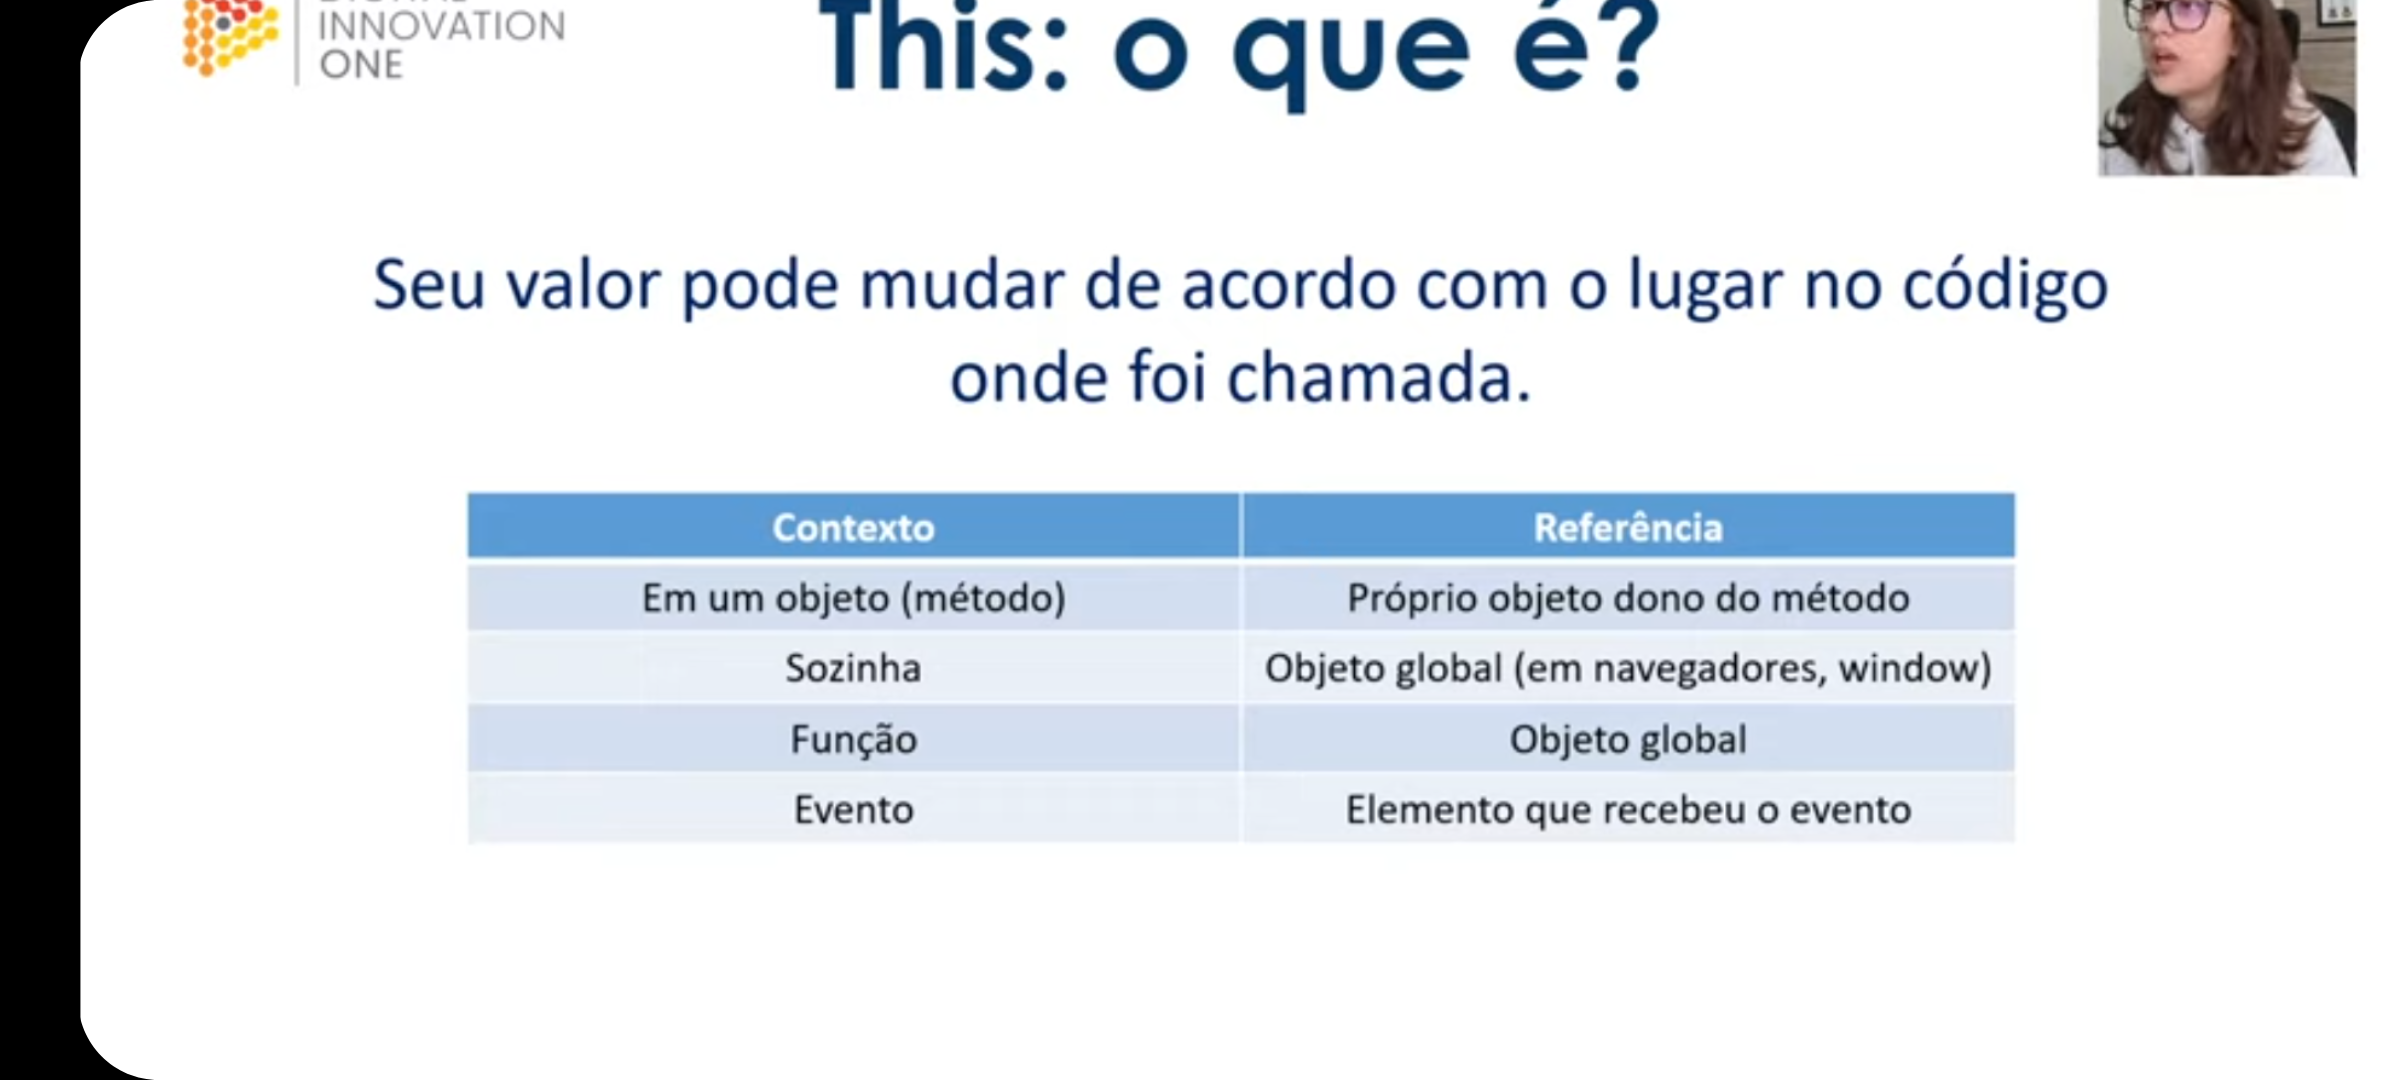 INNOVATION
ONE
This: o que é?
Seu valor pode mudar de acordo com o lugar no código
onde foi chamada.
Contexto Referência
Em um objeto (método) Próprio objeto dono do método
Sozinha Objeto global (em navegadores, window)
Função Objeto global
Evento Elemento que recebeu o evento